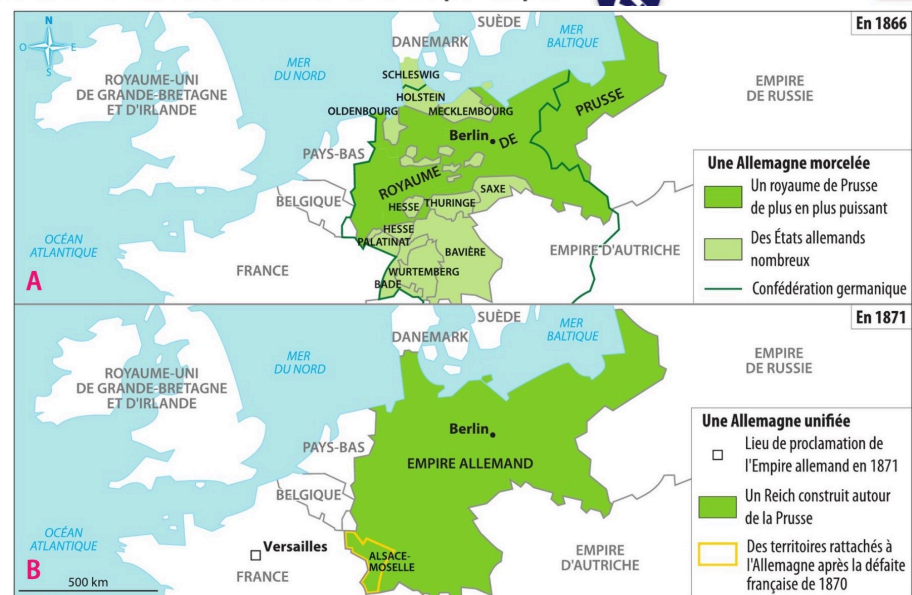 En 1866
N
O
E
S
SUÈDE
MER
BALTIQUE
DANEMARK
MER
DU NORD
ROYAUME-UNI
DE GRANDE-BRETAGNE
ET D'IRLANDE
SCHLESWIG
HOLSTEIN
OLDENBOURG
MECKLEMBOURG
EMPIRE
DE RUSSIE
Berlin
ROYAUME DE PRUSSE
PAYS-BAS
BELGIQUE
SAXE
HESSE
THURINGE
HESSE
PALATINAT
BAVIÈRE
WURTEMBERG
BADE
EMPIRE D'AUTRICHE
OCÉAN
ATLANTIQUE
FRANCE
A
Une Allemagne morcelée
Un royaume de Prusse
de plus en plus puissant
Des États allemands
nombreux
Confédération germanique
En 1871
SUÈDE
MER
BALTIQUE
DANEMARK
MER
DU NORD
ROYAUME-UNI
DE GRANDE-BRETAGNE
ET D'IRLANDE
EMPIRE
DE RUSSIE
Berlin
EMPIRE ALLEMAND
PAYS-BAS
BELGIQUE
OCÉAN
ATLANTIQUE
Versailles
FRANCE
ALSACE-
MOSELLE
EMPIRE
D'AUTRICHE
B
500 km
Une Allemagne unifiée
Lieu de proclamation de
l'Empire allemand en 1871
Un Reich construit autour
de la Prusse
Des territoires rattachés à
l'Allemagne après la défaite
française de 1870